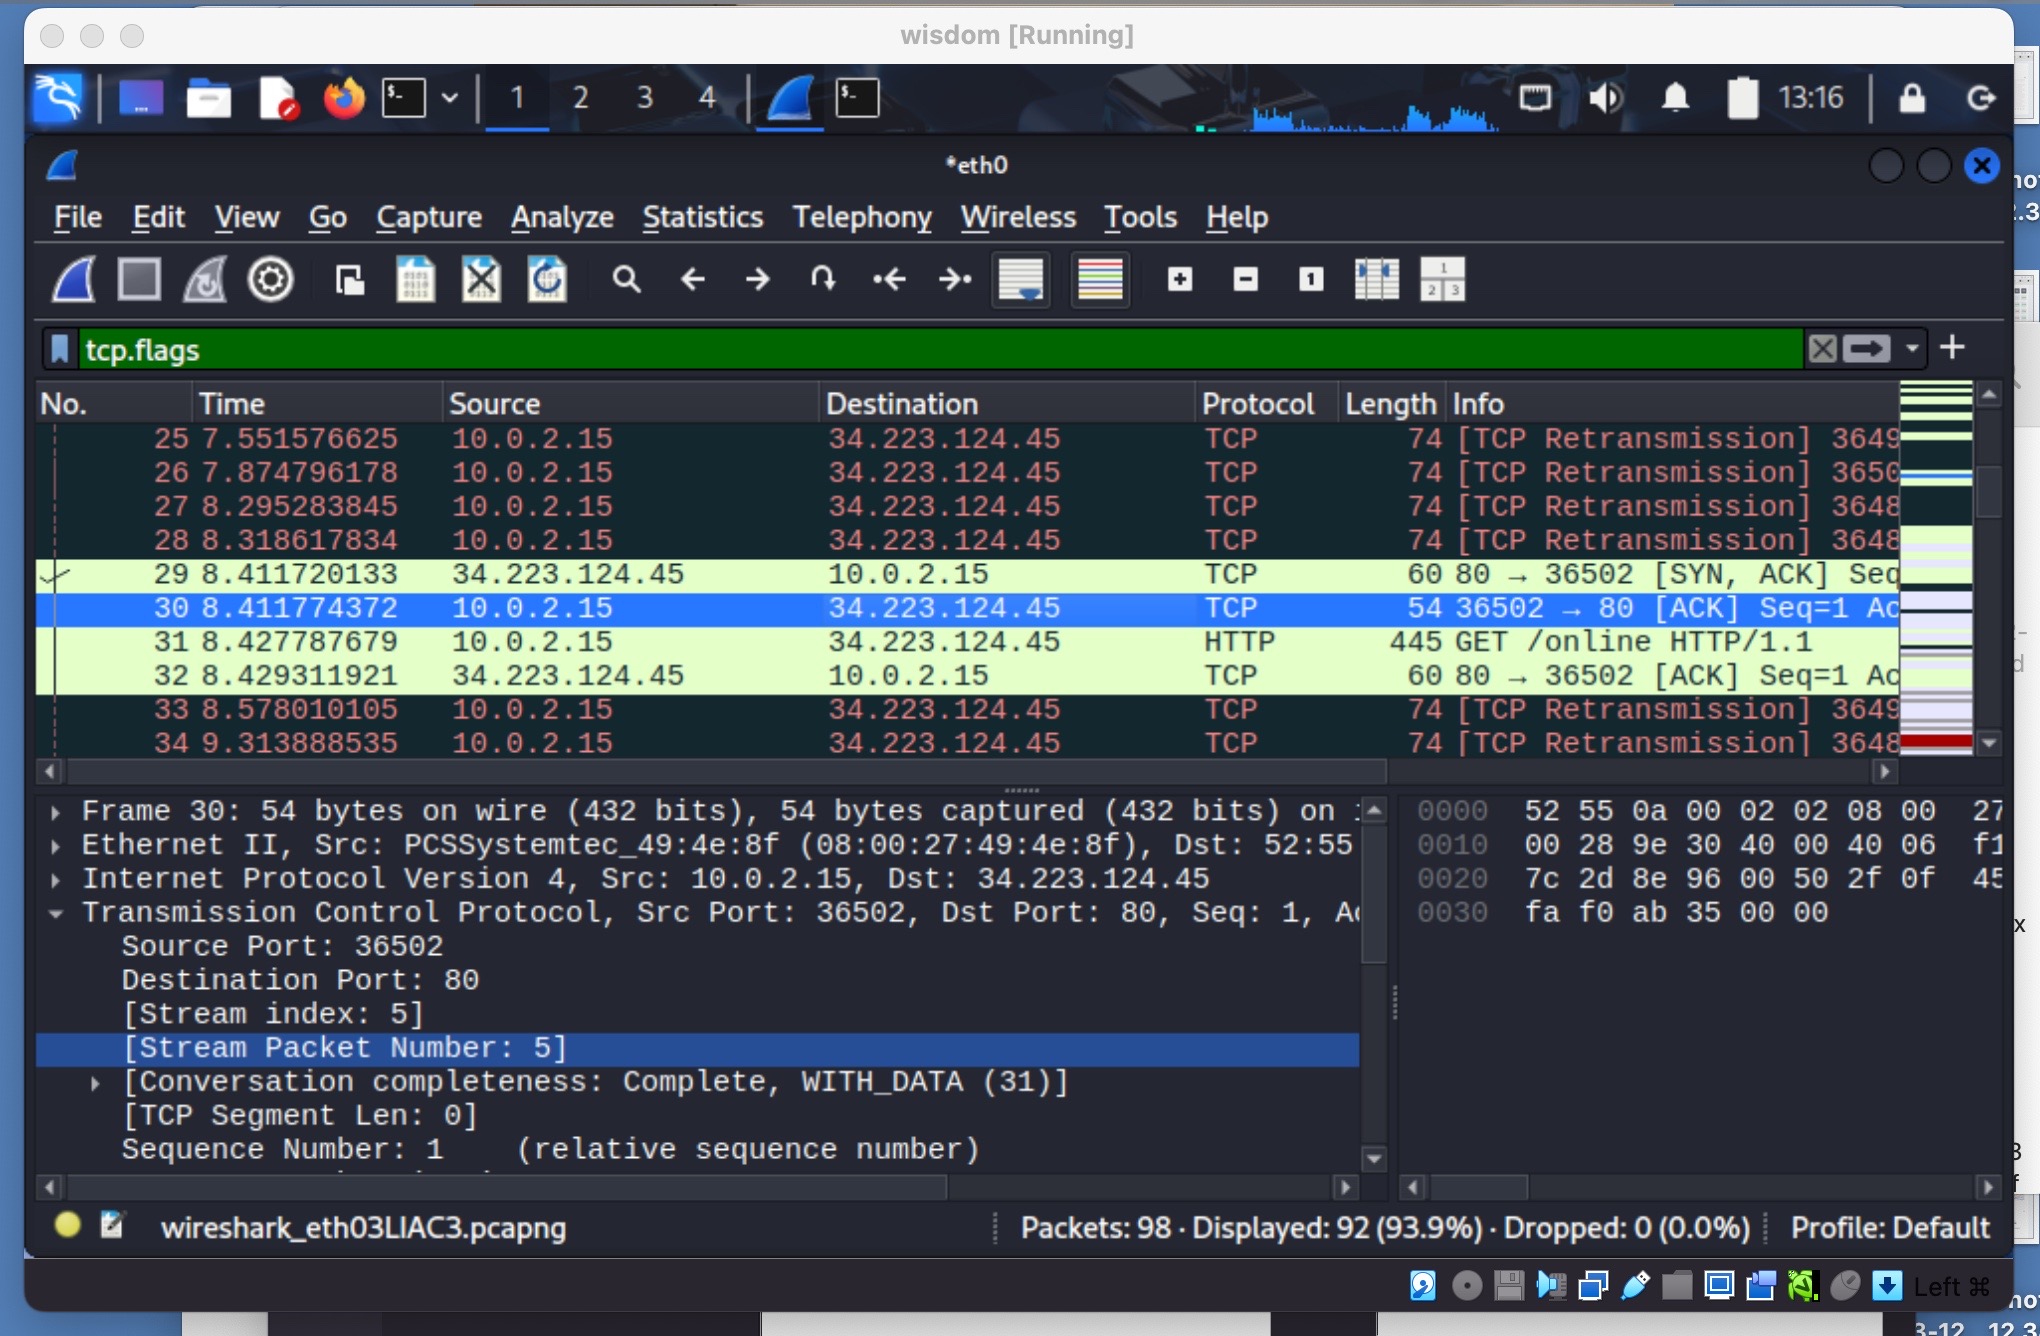 wisdom [Running]
1 2 3 4 13:16
*eth0
File Edit View Go Capture Analyze Statistics Telephony Wireless Tools Help
tcp.flags
No. Time Source Destination Protocol Length Info
25 7.551576625 10.0.2.15 34.223.124.45 TCP 74 [TCP Retransmission] 3649
26 7.874796178 10.0.2.15 34.223.124.45 TCP 74 [TCP Retransmission] 3650
27 8.295283845 10.0.2.15 34.223.124.45 TCP 74 [TCP Retransmission] 3648
28 8.318617834 10.0.2.15 34.223.124.45 TCP 74 [TCP Retransmission] 3648
29 8.411720133 34.223.124.45 10.0.2.15 TCP 60 80 → 36502 [SYN, ACK] Seq
30 8.411774372 10.0.2.15 34.223.124.45 TCP 54 36502 → 80 [ACK] Seq=1 Ac
31 8.427787679 10.0.2.15 34.223.124.45 HTTP 445 GET /online HTTP/1.1
32 8.429311921 34.223.124.45 10.0.2.15 TCP 60 80 → 36502 [ACK] Seq=1 Ac
33 8.578010105 10.0.2.15 34.223.124.45 TCP 74 [TCP Retransmission] 3649
34 9.313888535 10.0.2.15 34.223.124.45 TCP 74 [TCP Retransmission] 3648
Frame 30: 54 bytes on wire (432 bits), 54 bytes captured (432 bits) on
Ethernet II, Src: PCSSystemtec_49:4e:8f (08:00:27:49:4e:8f), Dst: 52:55
Internet Protocol Version 4, Src: 10.0.2.15, Dst: 34.223.124.45
Transmission Control Protocol, Src Port: 36502, Dst Port: 80, Seq: 1, Ac
Source Port: 36502
Destination Port: 80
[Stream index: 5]
[Stream Packet Number: 5]
[Conversation completeness: Complete, WITH_DATA (31)]
[TCP Segment Len: 0]
Sequence Number: 1 (relative sequence number)
0000 52 55 0a 00 02 02 08 00 27
0010 00 28 9e 30 40 00 40 06 f1
0020 7c 2d 8e 96 00 50 2f 0f 45
0030 fa f0 ab 35 00 00
wireshark_eth03LIAC3.pcapng
Packets: 98 · Displayed: 92 (93.9%) · Dropped: 0 (0.0%)
Profile: Default
Left ⌘